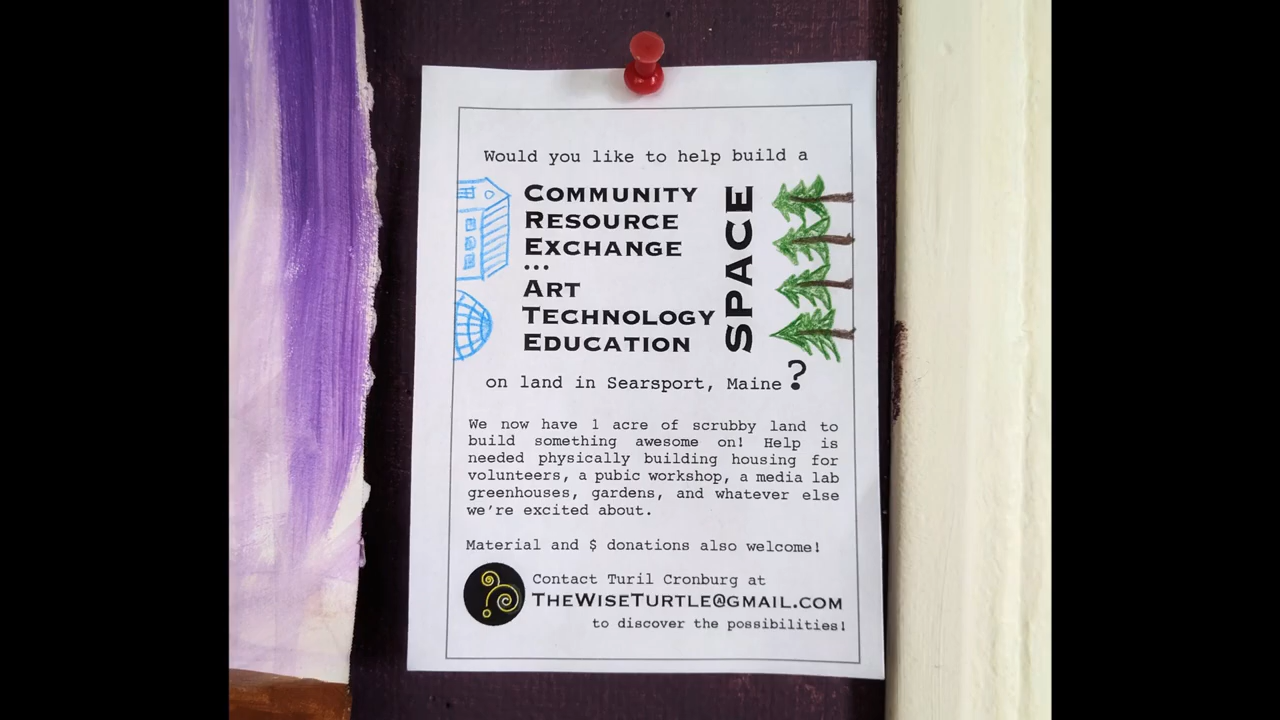 Would you like to help build a
COMMUNITY
RESOURCE
EXCHANGE
...
ART
TECHNOLOGY
EDUCATION
SPACE
on land in Searsport, Maine?
We now have 1 acre of scrubby land to
build something awesome on! Help is
needed physically building housing for
volunteers, a pubic workshop, a media lab
greenhouses, gardens, and whatever else
we're excited about.
Material and $ donations also welcome!
Contact Turil Cronburg at
THEWISETURTLE@GMAIL.COM
to discover the possibilities!